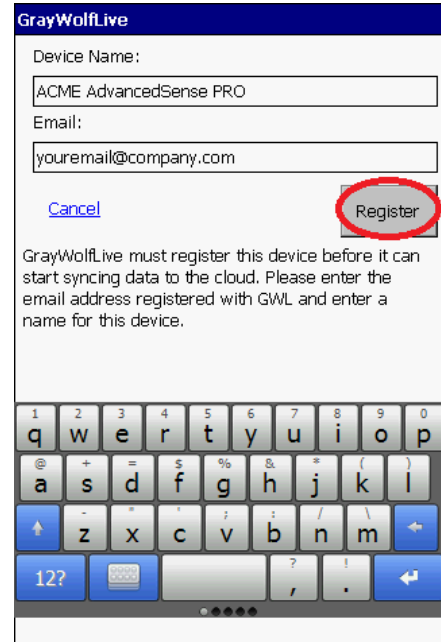 GrayWolfLive
Device Name:
ACME AdvancedSense PRO
Email:
youremail@company.com
Cancel
Register
GrayWolfLive must register this device before it can
start syncing data to the cloud. Please enter the
email address registered with GWL and enter a
name for this device.
1 2 3 4 5 6 7 8 9 0
q w e r t y u i o p
@ + = $ % & * ( )
a s d f g h j k l
- " ' ; : / \
z x c v b n m
? !
12? , .